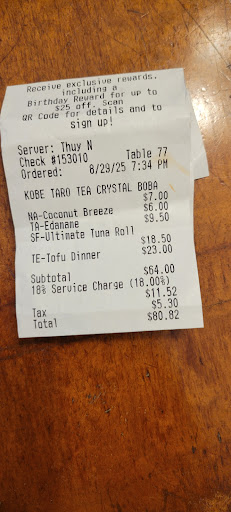 Receive exclusive rewards,
including a
Birthday Reward for up to
$25 off. Scan
QR Code for details and to
sign up!
Server: Thuy N
Check #153010 Table 77
Ordered: 8/29/25 7:34 PM
KOBE TARO TEA CRYSTAL BOBA
$7.00
NA-Coconut Breeze $6.00
TA-Edamame $9.50
SF-Ultimate Tuna Roll
$18.50
TE-Tofu Dinner $23.00
Subtotal $64.00
18% Service Charge (18.00%)
$11.52
Tax $5.30
Total $80.82